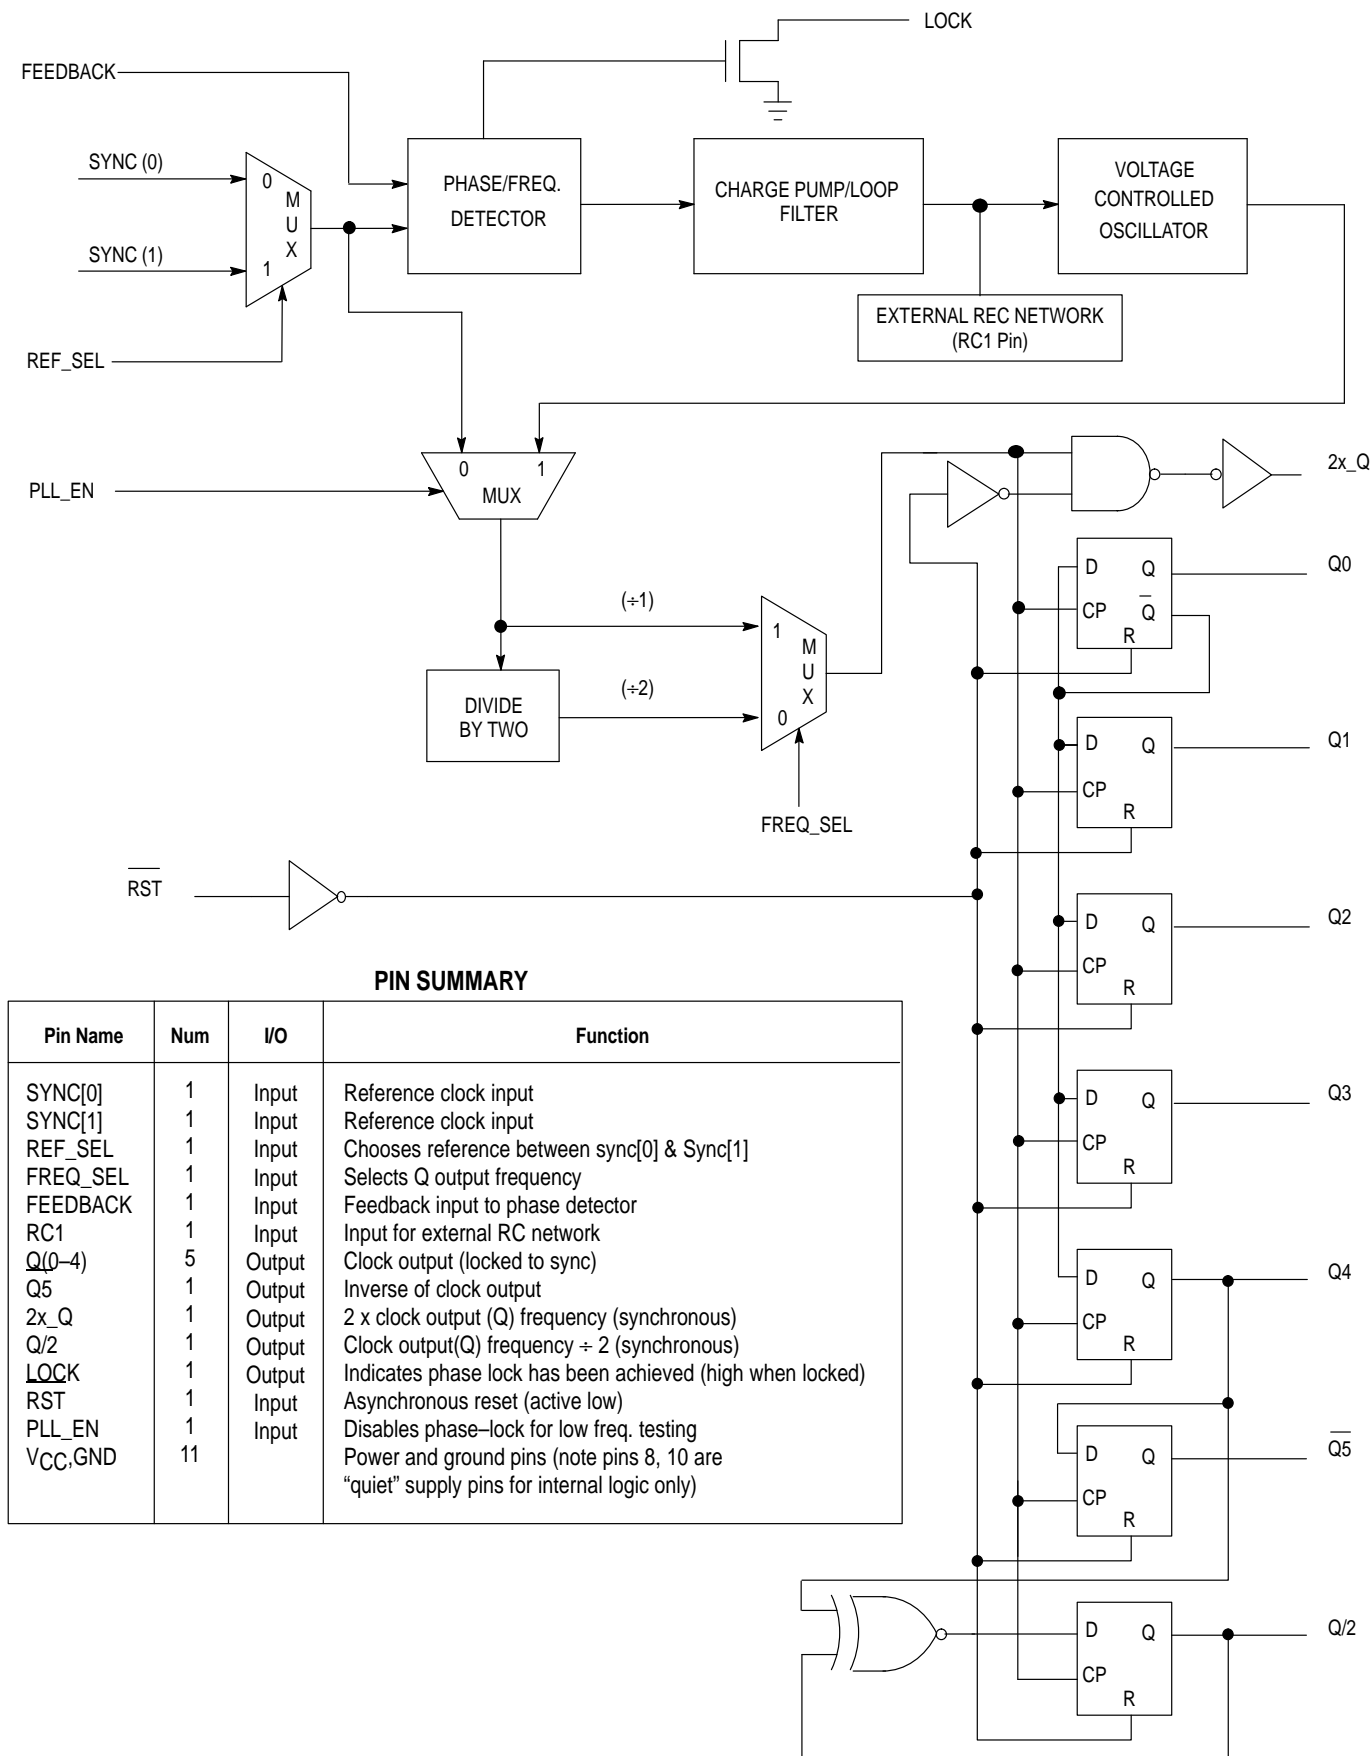 LOCK
FEEDBACK
SYNC (0)
0
M
U
X
SYNC (1)
1
REF_SEL
PHASE/FREQ.
DETECTOR
CHARGE PUMP/LOOP
FILTER
VOLTAGE
CONTROLLED
OSCILLATOR
EXTERNAL REC NETWORK
(RC1 Pin)
0 1
MUX
PLL_EN
2x_Q
(÷1)
1
M
U
X
(÷2)
0
DIVIDE
BY TWO
FREQ_SEL
D Q
Q0
CP Q̅
R
D Q
Q1
CP
R
R̅S̅T̅
D Q
Q2
CP
R
D Q
Q3
CP
R
D Q
Q4
CP
R
D Q
Q̅5̅
CP
R
D Q
Q/2
CP
R
PIN SUMMARY
Pin Name Num I/O Function
SYNC[0] 1 Input Reference clock input
SYNC[1] 1 Input Reference clock input
REF_SEL 1 Input Chooses reference between sync[0] & Sync[1]
FREQ_SEL 1 Input Selects Q output frequency
FEEDBACK 1 Input Feedback input to phase detector
RC1 1 Input Input for external RC network
Q(0–4) 5 Output Clock output (locked to sync)
Q̅5̅ 1 Output Inverse of clock output
2x_Q 1 Output 2 x clock output (Q) frequency (synchronous)
Q/2 1 Output Clock output(Q) frequency ÷ 2 (synchronous)
LOCK 1 Output Indicates phase lock has been achieved (high when locked)
R̅S̅T̅ 1 Input Asynchronous reset (active low)
PLL_EN 1 Input Disables phase–lock for low freq. testing
VCC,GND 11 Power and ground pins (note pins 8, 10 are
“quiet” supply pins for internal logic only)